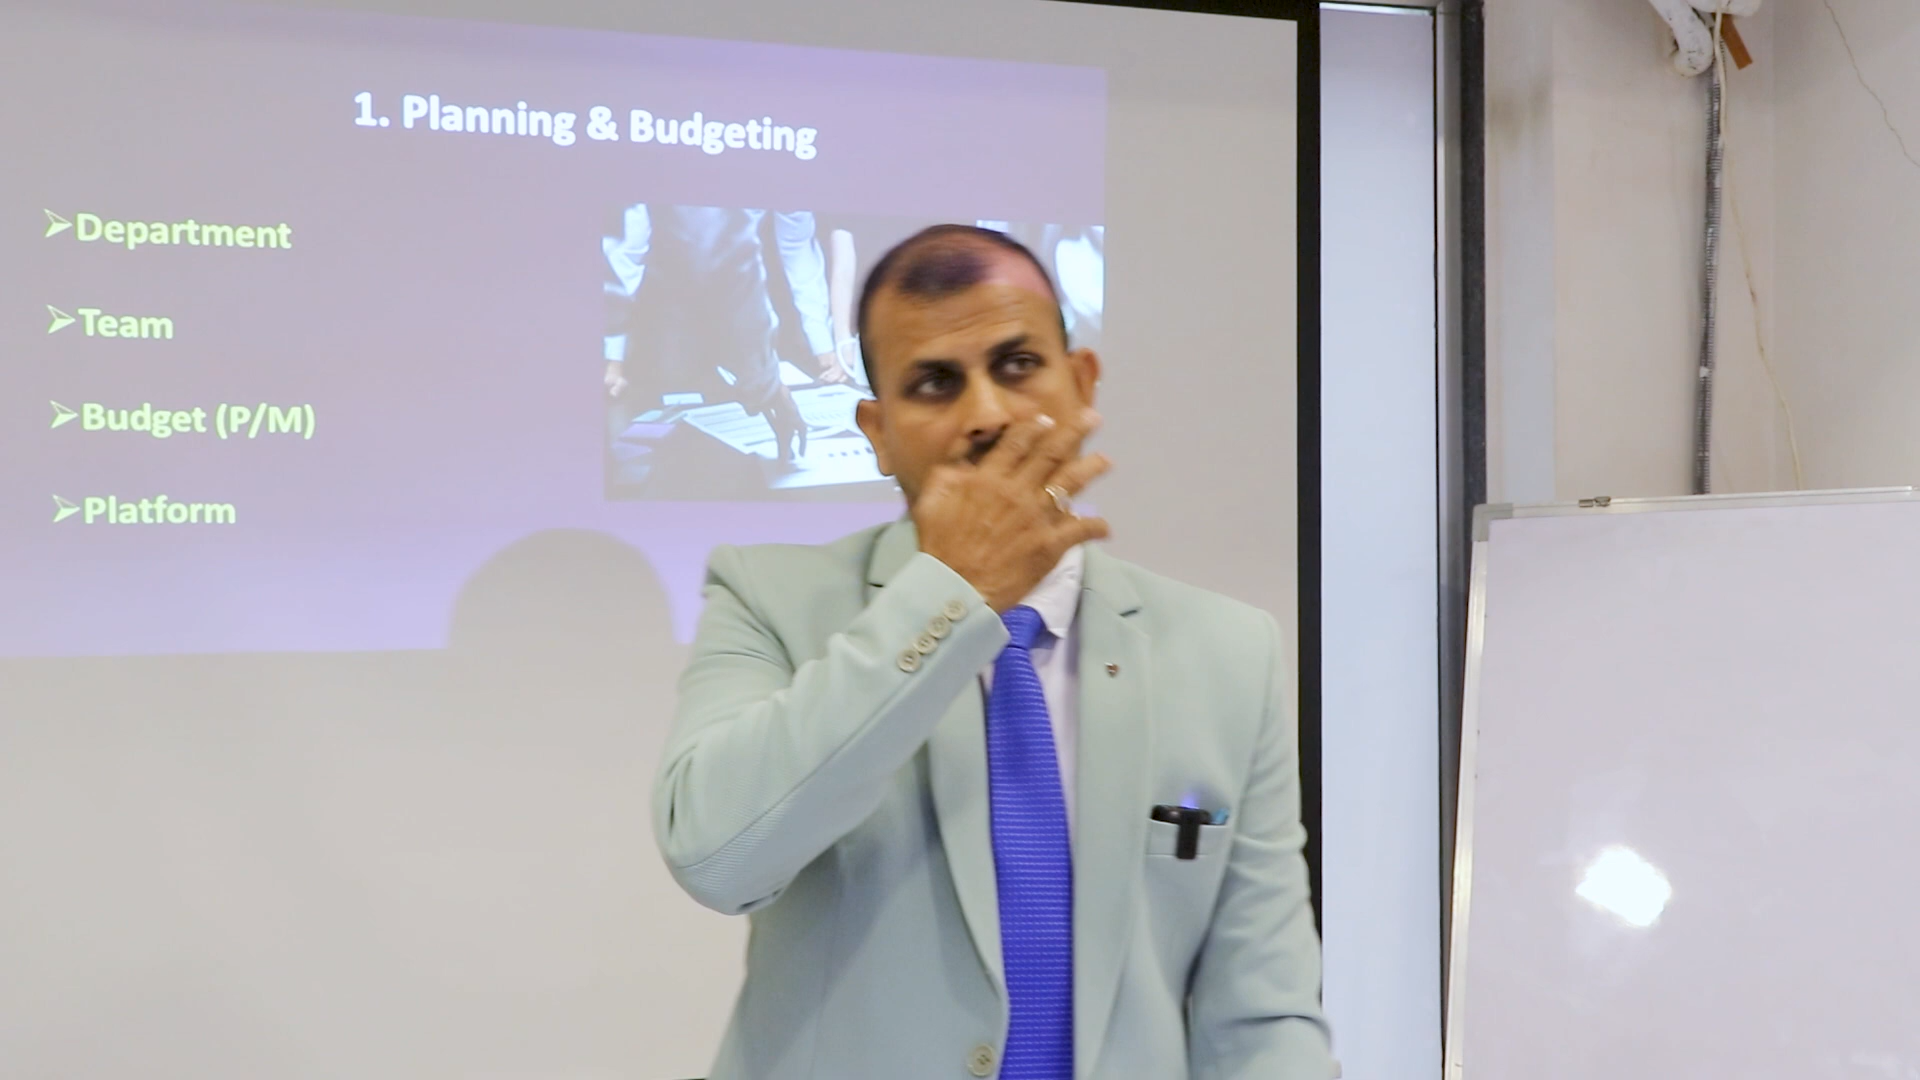 1. Planning & Budgeting
➢Department
➢Team
➢Budget (P/M)
➢Platform